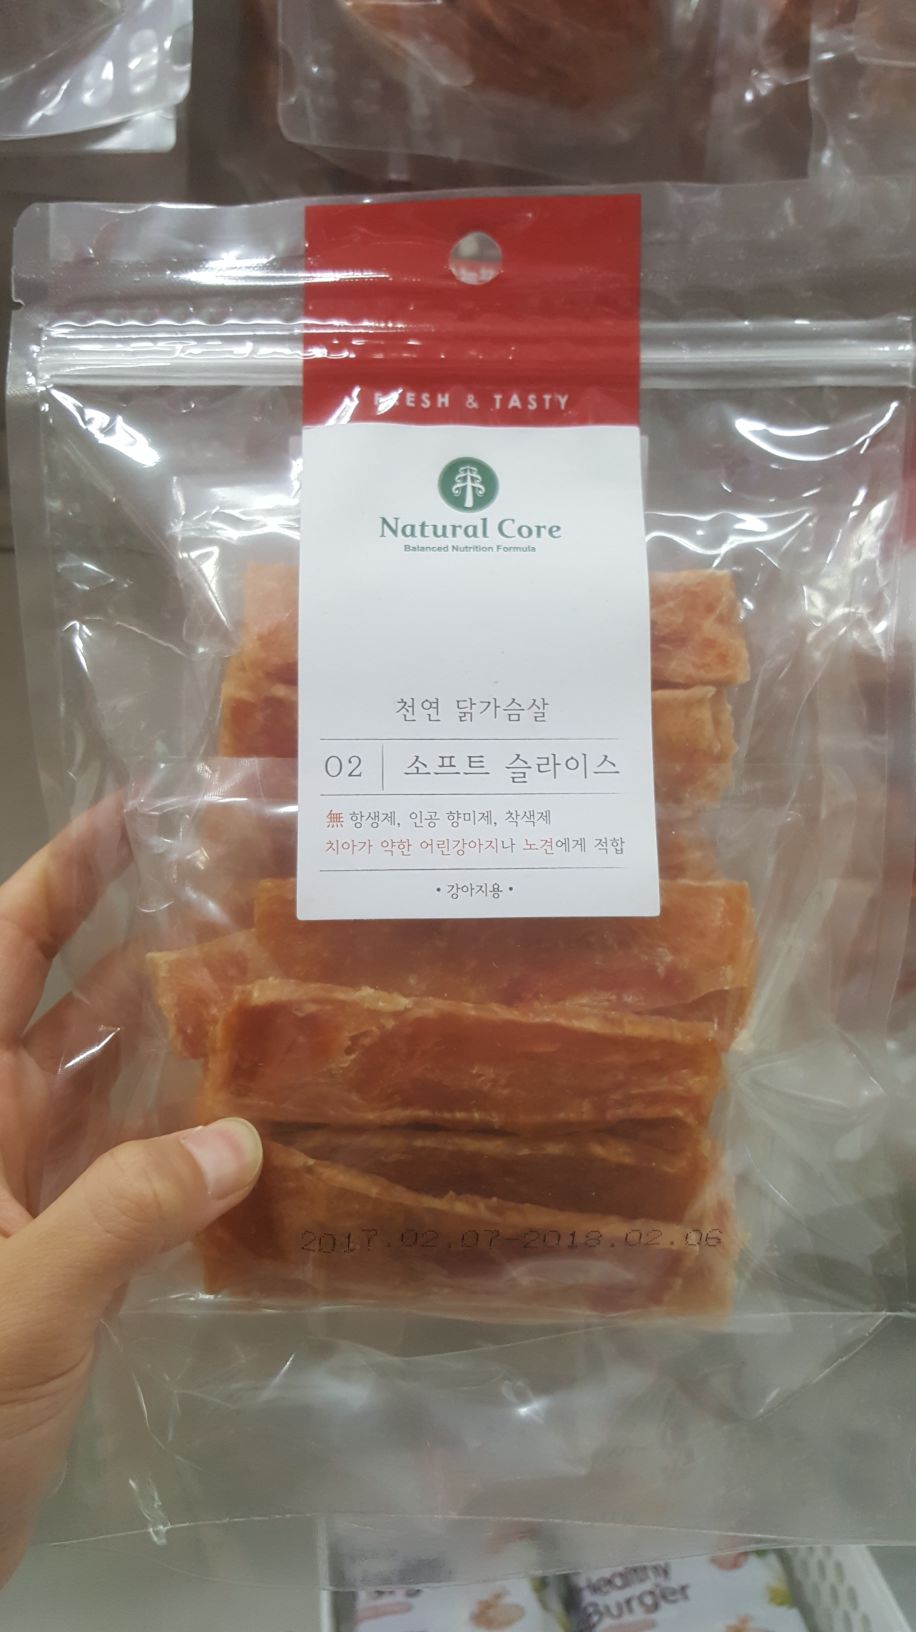 FRESH & TASTY
Natural Core
Balanced Nutrition Formula
천연 닭가슴살
02 소프트 슬라이스
無 항생제, 인공 향미제, 착색제
치아가 약한 어린강아지나 노견에게 적합
• 강아지용 •
2017.02.07-2018.02.06
Healthy
Burger